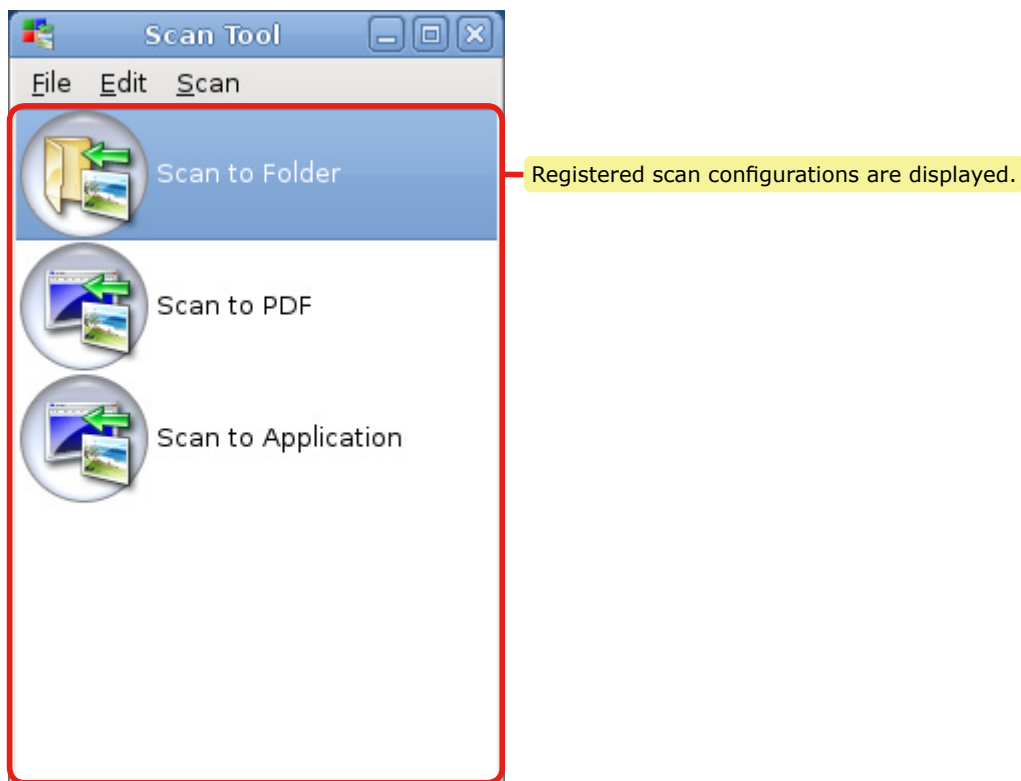 Scan Tool
File Edit Scan
Scan to Folder
Registered scan configurations are displayed.
Scan to PDF
Scan to Application